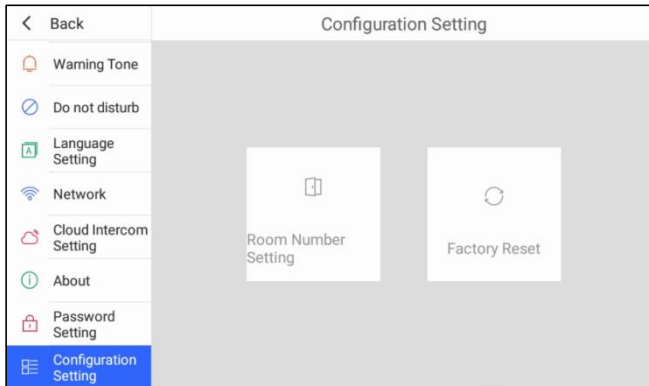 Back
Configuration Setting
Warning Tone
Do not disturb
A
Language
Setting
Network
Cloud Intercom
Setting
About
Password
Setting
Configuration
Setting
Room Number
Setting
Factory Reset